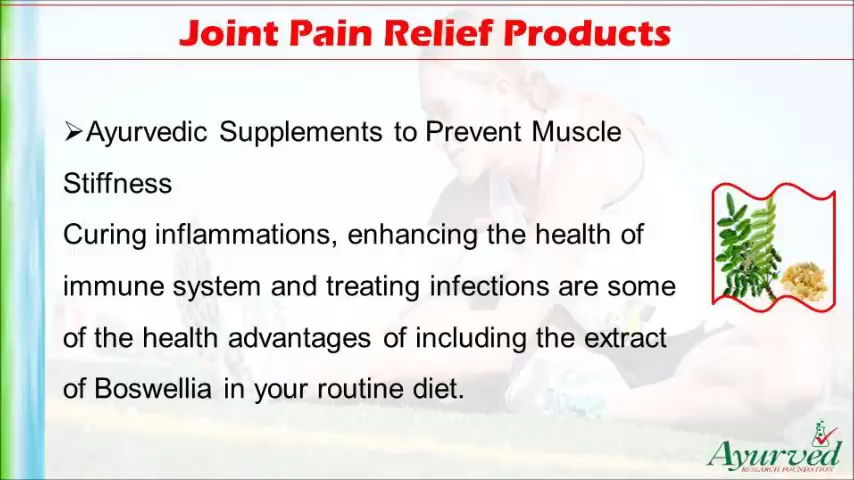 Joint Pain Relief Products
➢Ayurvedic Supplements to Prevent Muscle
Stiffness
Curing inflammations, enhancing the health of
immune system and treating infections are some
of the health advantages of including the extract
of Boswellia in your routine diet.
Ayurved
RESEARCH FOUNDATION